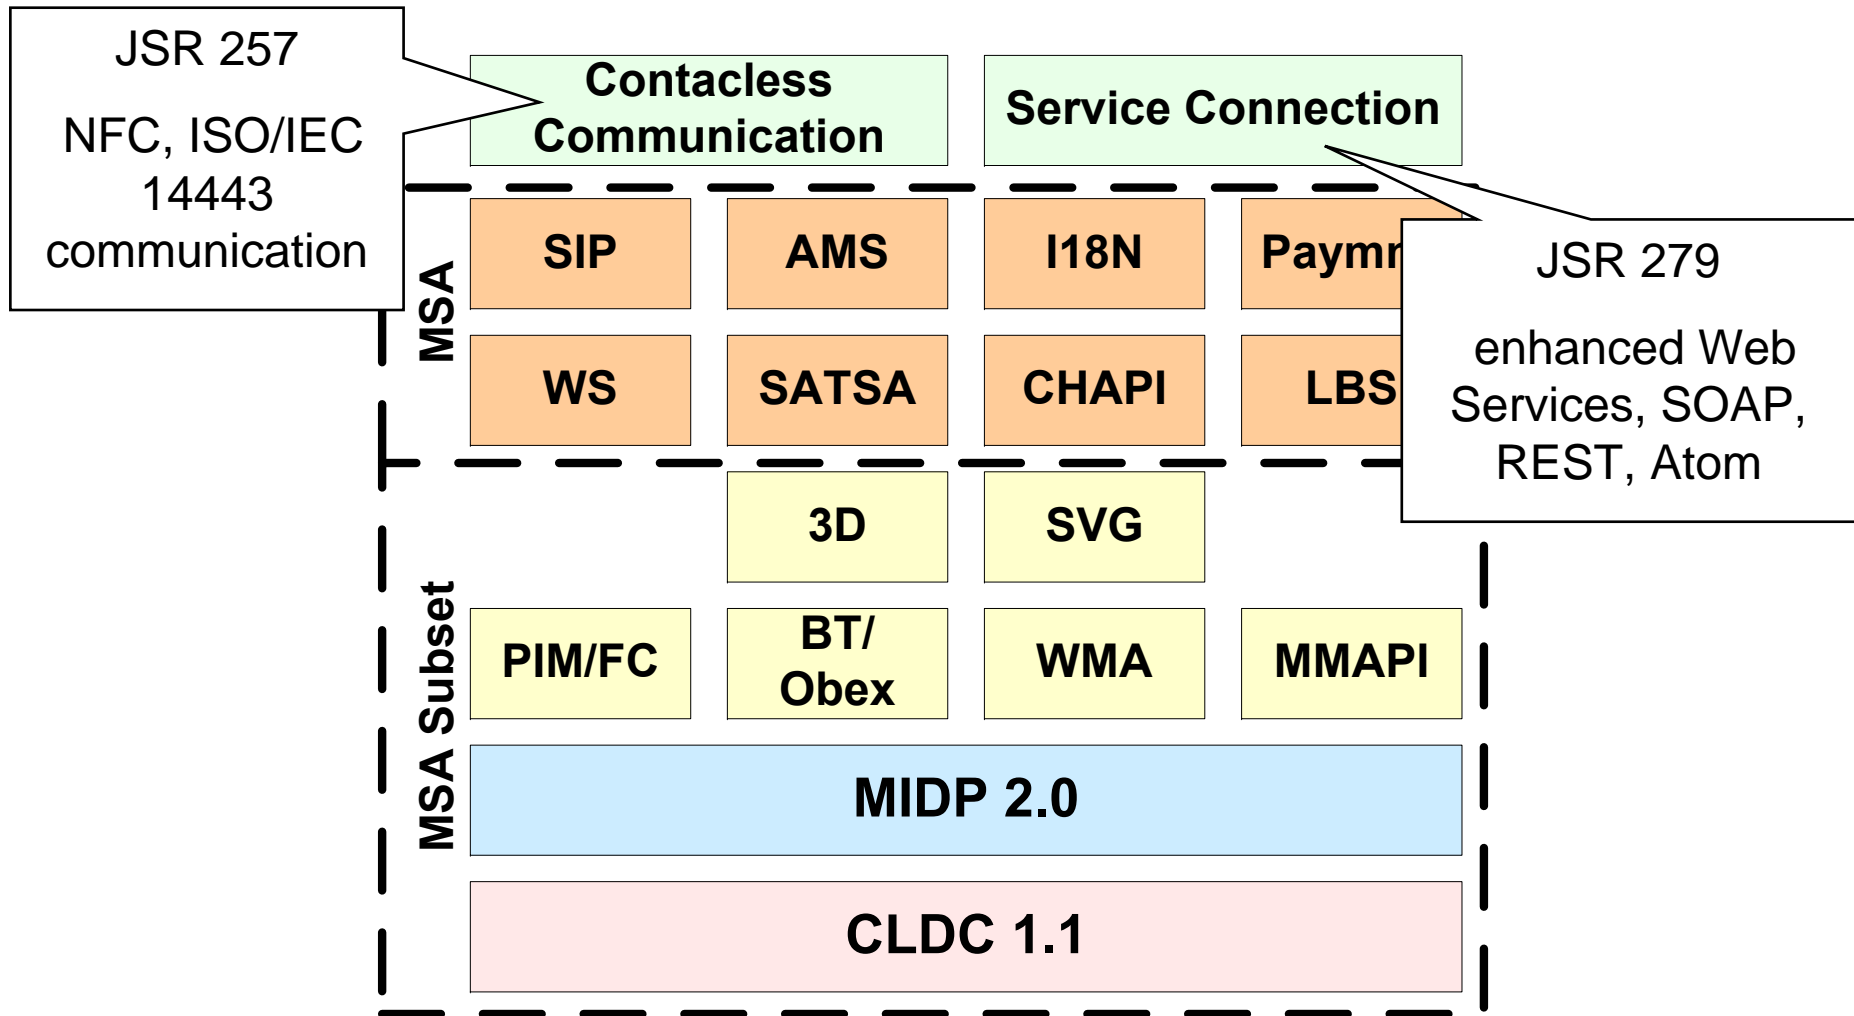 JSR 257
NFC, ISO/IEC
14443
communication
Contacless
Communication
Service Connection
MSA
SIP
AMS
I18N
JSR 279
enhanced Web
Services, SOAP,
REST, Atom
WS
SATSA
CHAPI
LBS
MSA Subset
3D
SVG
PIM/FC
BT/
Obex
WMA
MMAPI
MIDP 2.0
CLDC 1.1